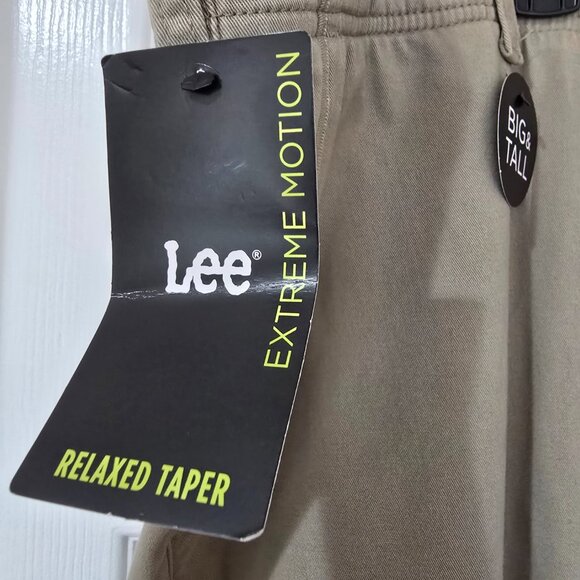 Lee®
EXTREME MOTION
RELAXED TAPER
BIG &
TALL